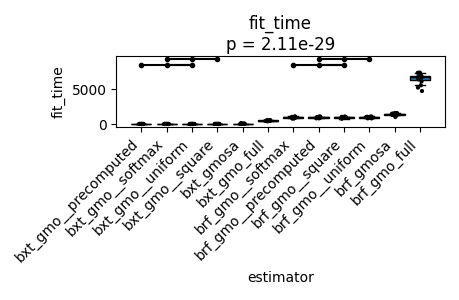 fit_time
p = 2.11e-29
fit_time
5000
0
bxt_gmo__precomputed
bxt_gmo__softmax
bxt_gmo__uniform
bxt_gmo__square
bxt_gmosa
bxt_gmo_full
brf_gmo__softmax
brf_gmo__precomputed
brf_gmo__square
brf_gmo__uniform
brf_gmosa
brf_gmo_full
estimator